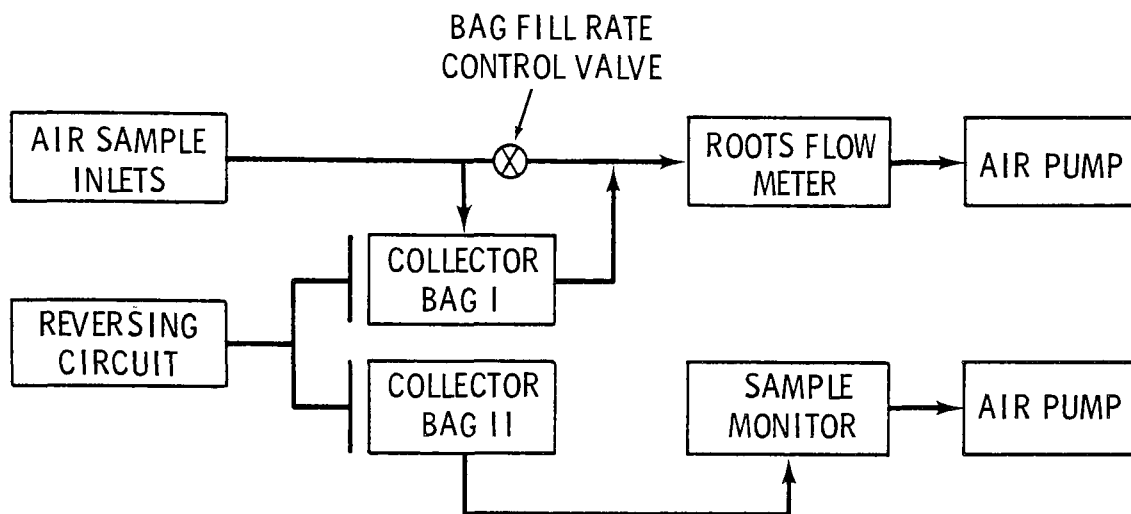 BAG FILL RATE
CONTROL VALVE
AIR SAMPLE
INLETS
ROOTS FLOW
METER
AIR PUMP
COLLECTOR
BAG I
REVERSING
CIRCUIT
COLLECTOR
BAG II
SAMPLE
MONITOR
AIR PUMP